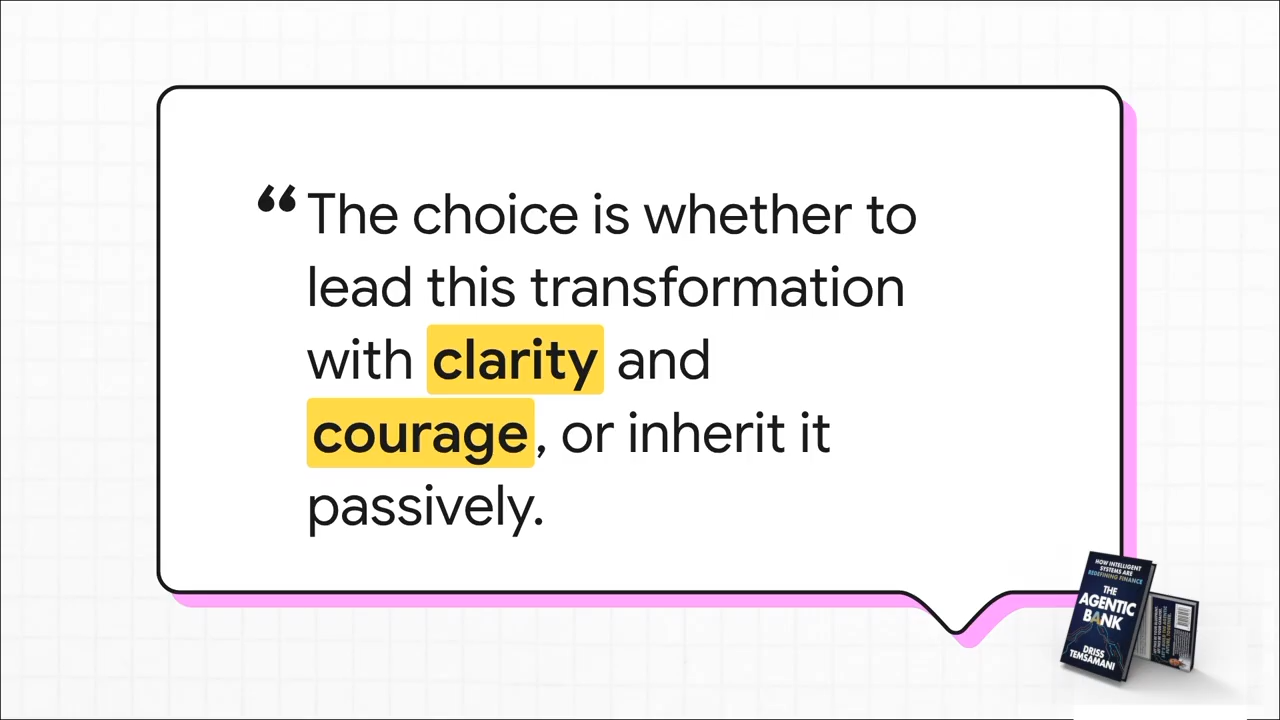 “The choice is whether to
lead this transformation
with clarity and
courage, or inherit it
passively.
HOW INTELLIGENT
SYSTEMS ARE
REDEFINING FINANCE
THE
AGENTIC
BANK
DRISS
TEMSAMANI